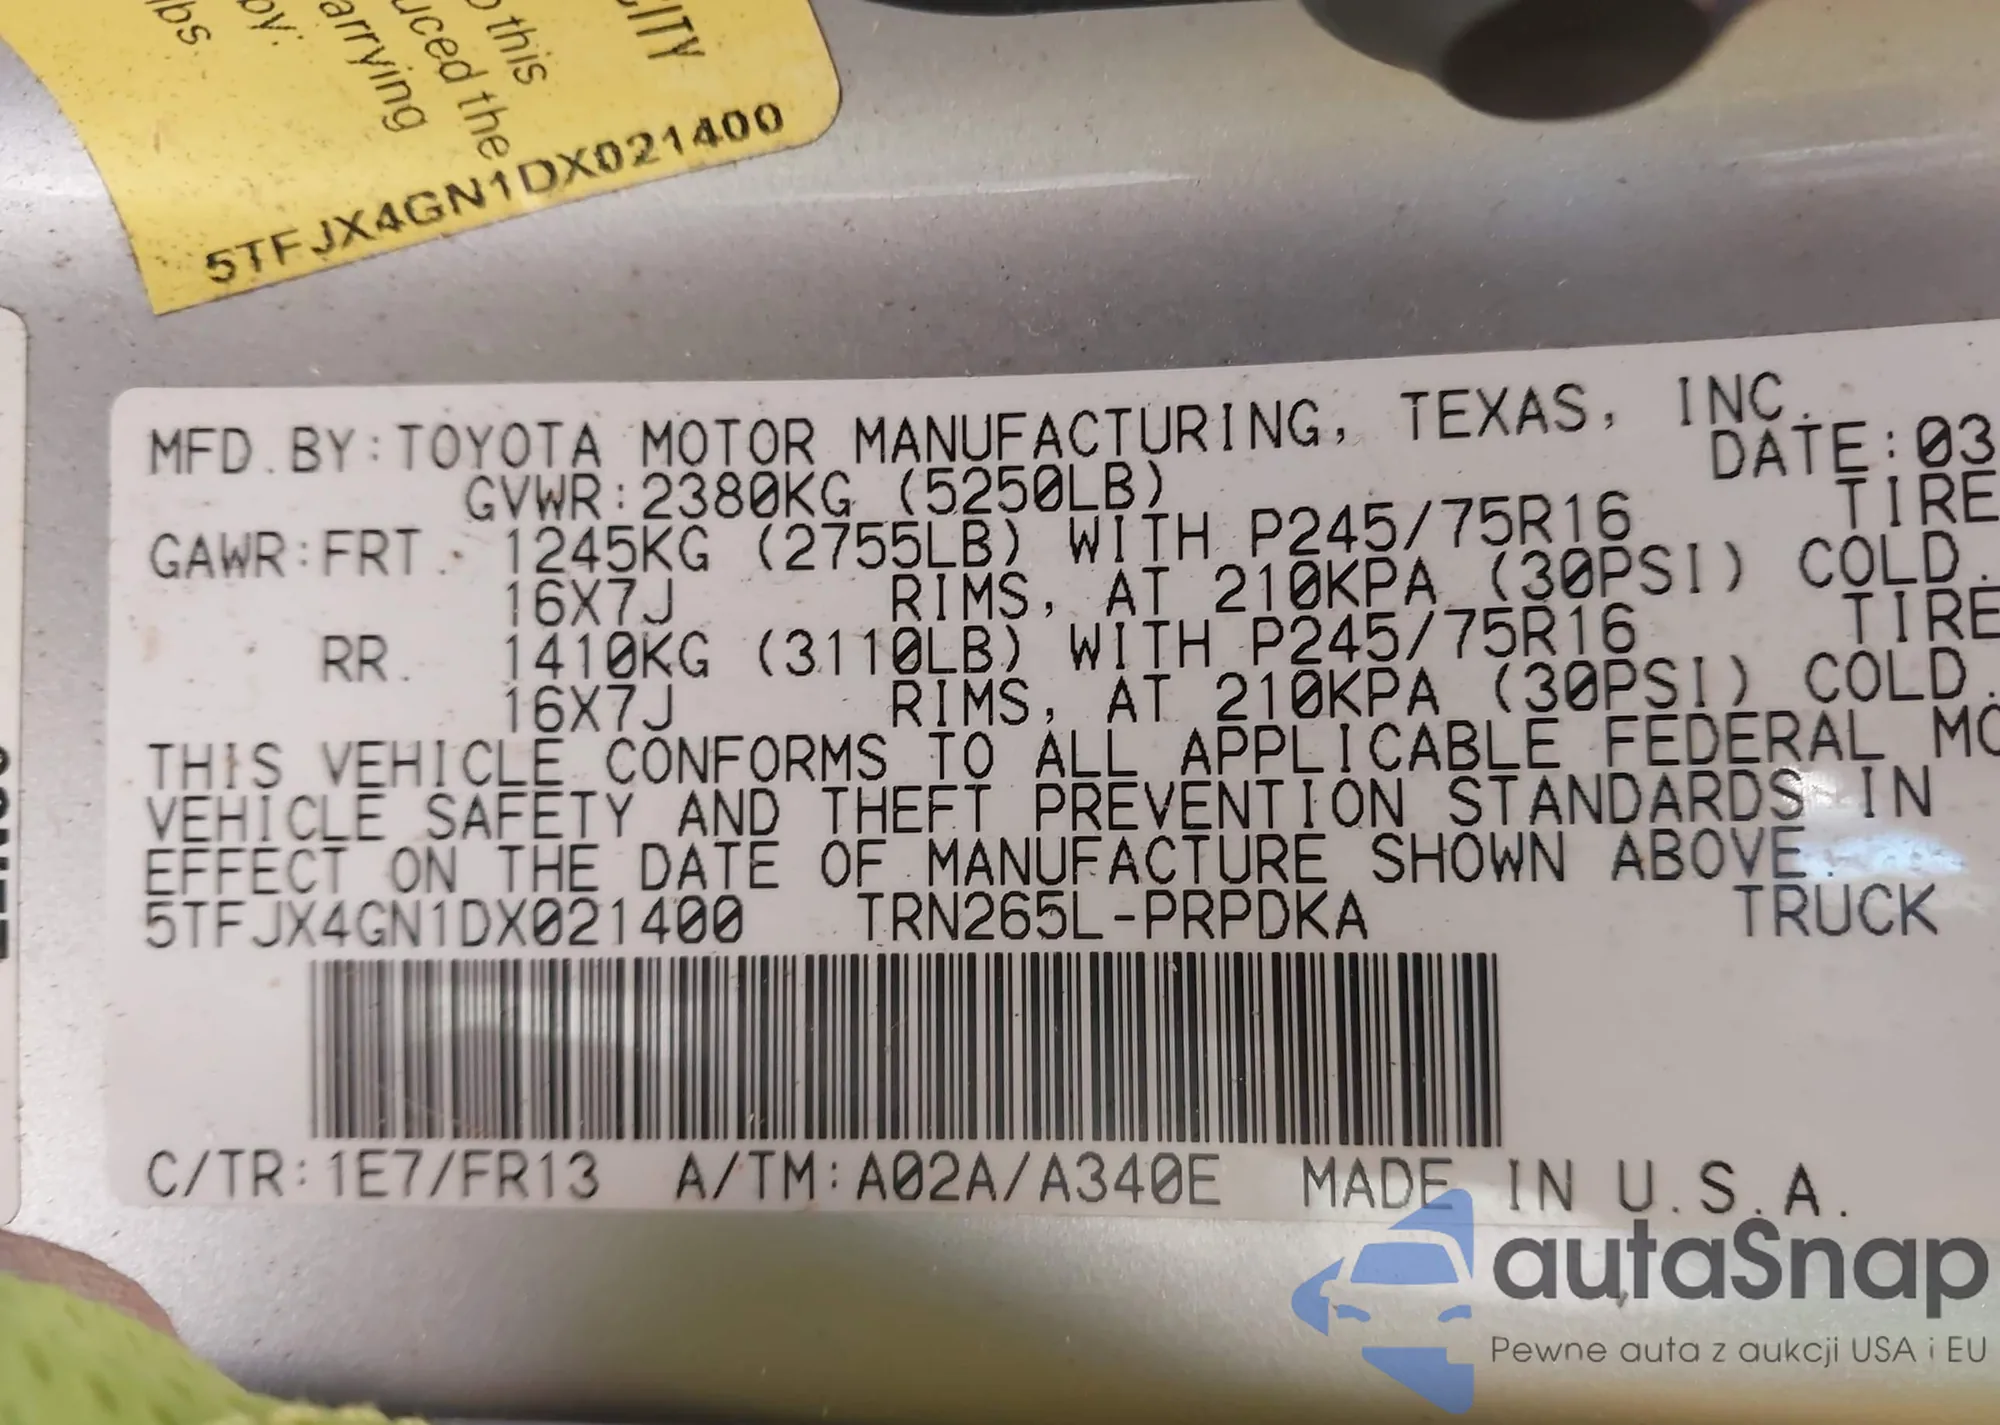 CITY
this
uced the
arrying
by:
lbs
5TFJX4GN1DX021400
MFD.BY:TOYOTA MOTOR MANUFACTURING, TEXAS, INC.
DATE:03
GVWR:2380KG (5250LB)
GAWR:FRT. 1245KG (2755LB) WITH P245/75R16 TIRE
16X7J RIMS, AT 210KPA (30PSI) COLD.
RR. 1410KG (3110LB) WITH P245/75R16 TIRE
16X7J RIMS, AT 210KPA (30PSI) COLD.
THIS VEHICLE CONFORMS TO ALL APPLICABLE FEDERAL MO
VEHICLE SAFETY AND THEFT PREVENTION STANDARDS IN
EFFECT ON THE DATE OF MANUFACTURE SHOWN ABOVE.
5TFJX4GN1DX021400 TRN265L-PRPDKA TRUCK
C/TR:1E7/FR13 A/TM:A02A/A340E MADE IN U.S.A.
autaSnap
Pewne auta z aukcji USA i EU